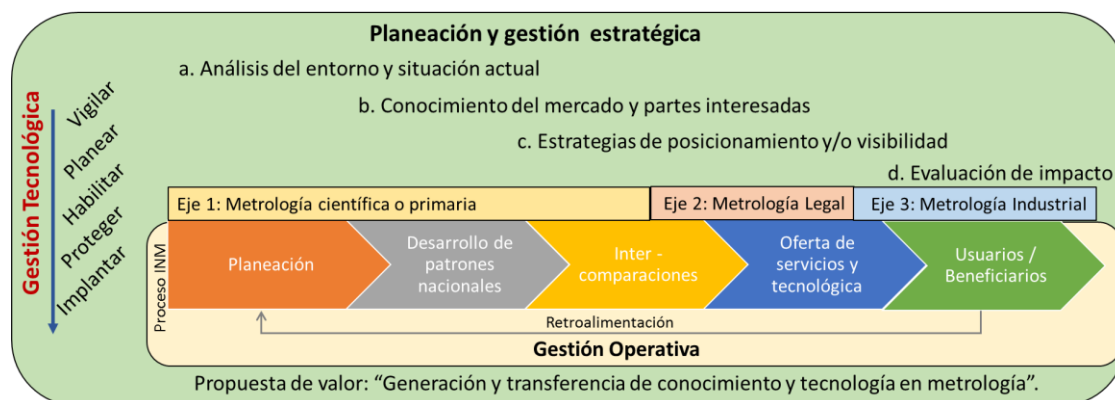 Planeación y gestión estratégica
a. Análisis del entorno y situación actual
b. Conocimiento del mercado y partes interesadas
c. Estrategias de posicionamiento y/o visibilidad
d. Evaluación de impacto
Gestión Tecnológica
Vigilar
Planear
Habilitar
Proteger
Implantar
Eje 1: Metrología científica o primaria
Eje 2: Metrología Legal
Eje 3: Metrología Industrial
Proceso INM
Planeación
Desarrollo de
patrones
nacionales
Inter -
comparaciones
Oferta de
servicios y
tecnológica
Usuarios /
Beneficiarios
Retroalimentación
Gestión Operativa
Propuesta de valor: “Generación y transferencia de conocimiento y tecnología en metrología”.